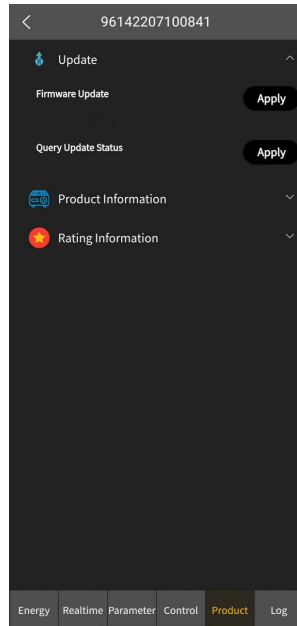 96142207100841
Update
Firmware Update
Apply
Query Update Status
Apply
Product Information
Rating Information
Energy Realtime Parameter Control Product Log